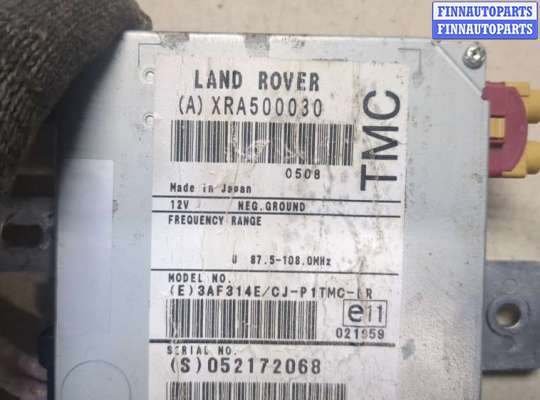 FINNAUTOPARTS
FINNAUTOPARTS
LAND ROVER
(A) XRA500030
TMC
0508
Made in Japan
12V NEG.GROUND
FREQUENCY RANGE
U 87.5-108.0MHz
MODEL NO.
(E)3AF314E/CJ-P1TMC-LR
e11
021959
SERIAL NO.
(S)052172068